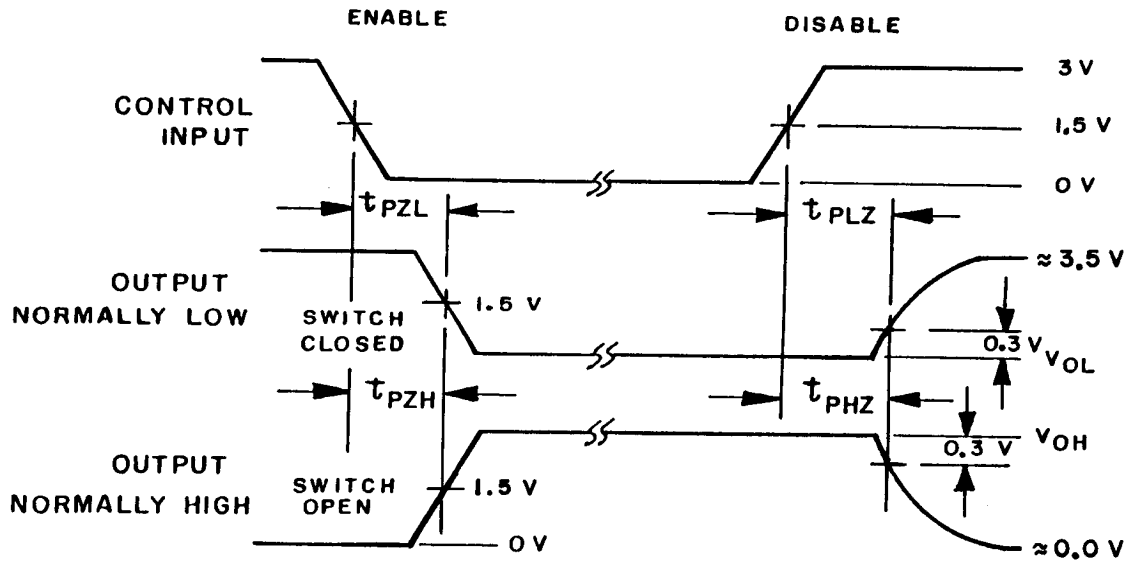 ENABLE
DISABLE
CONTROL
INPUT
3 V
1.5 V
0 V
tPZL
tPLZ
OUTPUT
NORMALLY LOW
SWITCH
CLOSED
1.5 V
≈3.5 V
0.3 V
VOL
tPZH
tPHZ
OUTPUT
NORMALLY HIGH
SWITCH
OPEN
1.5 V
0 V
VOH
0.3 V
≈0.0 V